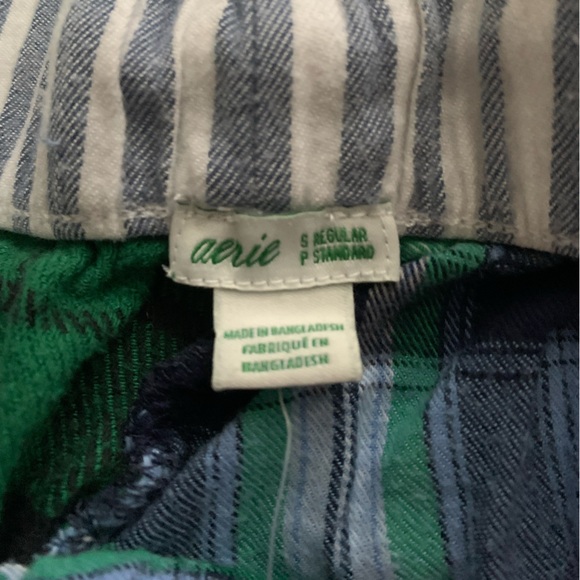 aerie
S REGULAR
P STANDARD
MADE IN BANGLADESH
FABRIQUÉ EN
BANGLADESH